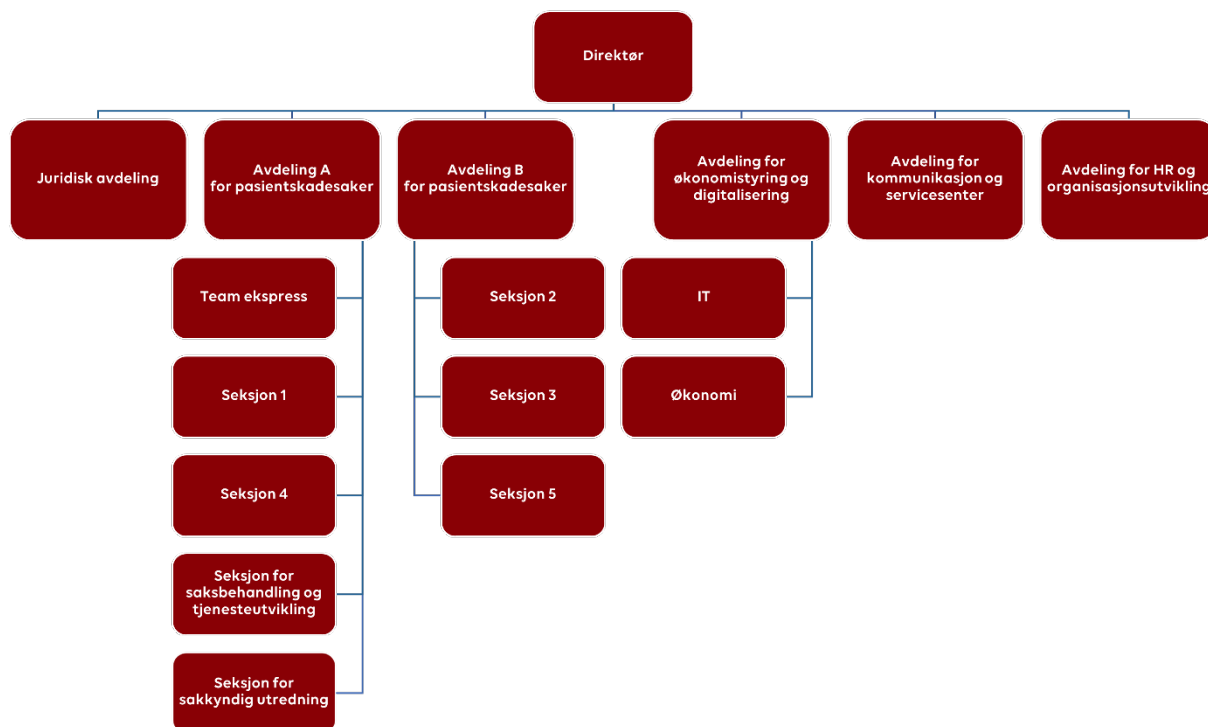 Direktør
Juridisk avdeling
Avdeling A
for pasientskadesaker
Avdeling B
for pasientskadesaker
Avdeling for
økonomistyring og
digitalisering
Avdeling for
kommunikasjon og
servicesenter
Avdeling for HR og
organisasjonsutvikling
Team ekspress
Seksjon 1
Seksjon 4
Seksjon for
saksbehandling og
tjenesteutvikling
Seksjon for
sakkyndig utredning
Seksjon 2
Seksjon 3
Seksjon 5
IT
Økonomi